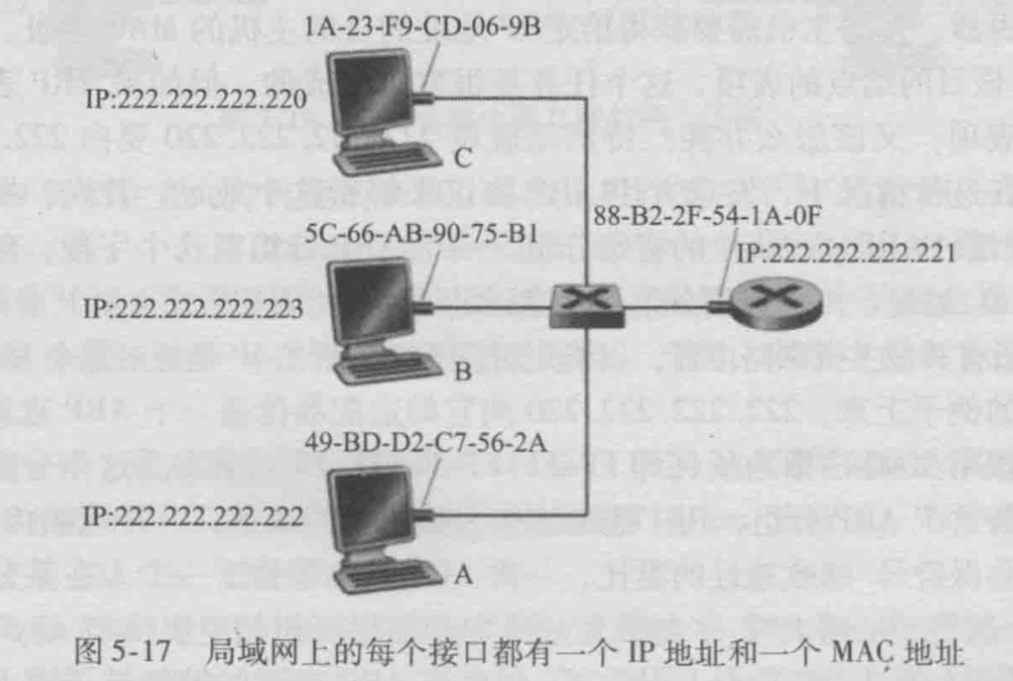 1A-23-F9-CD-06-9B
IP:222.222.222.220
C
5C-66-AB-90-75-B1
88-B2-2F-54-1A-0F
IP:222.222.222.221
IP:222.222.222.223
B
49-BD-D2-C7-56-2A
IP:222.222.222.222
A
图 5-17 局域网上的每个接口都有一个 IP 地址和一个 MAC 地址